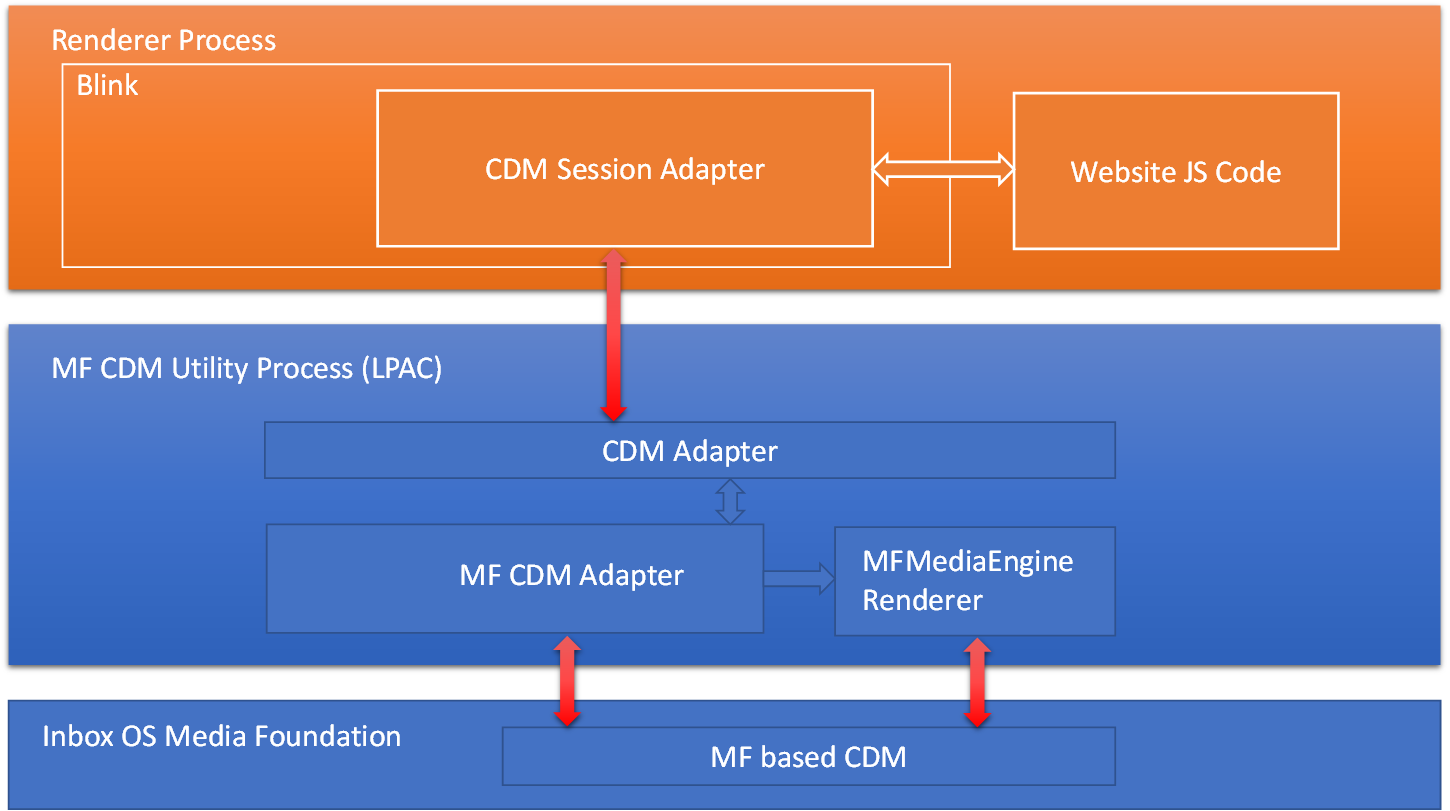 Renderer Process
Blink
CDM Session Adapter
Website JS Code
MF CDM Utility Process (LPAC)
CDM Adapter
MF CDM Adapter
MFMediaEngine
Renderer
Inbox OS Media Foundation
MF based CDM